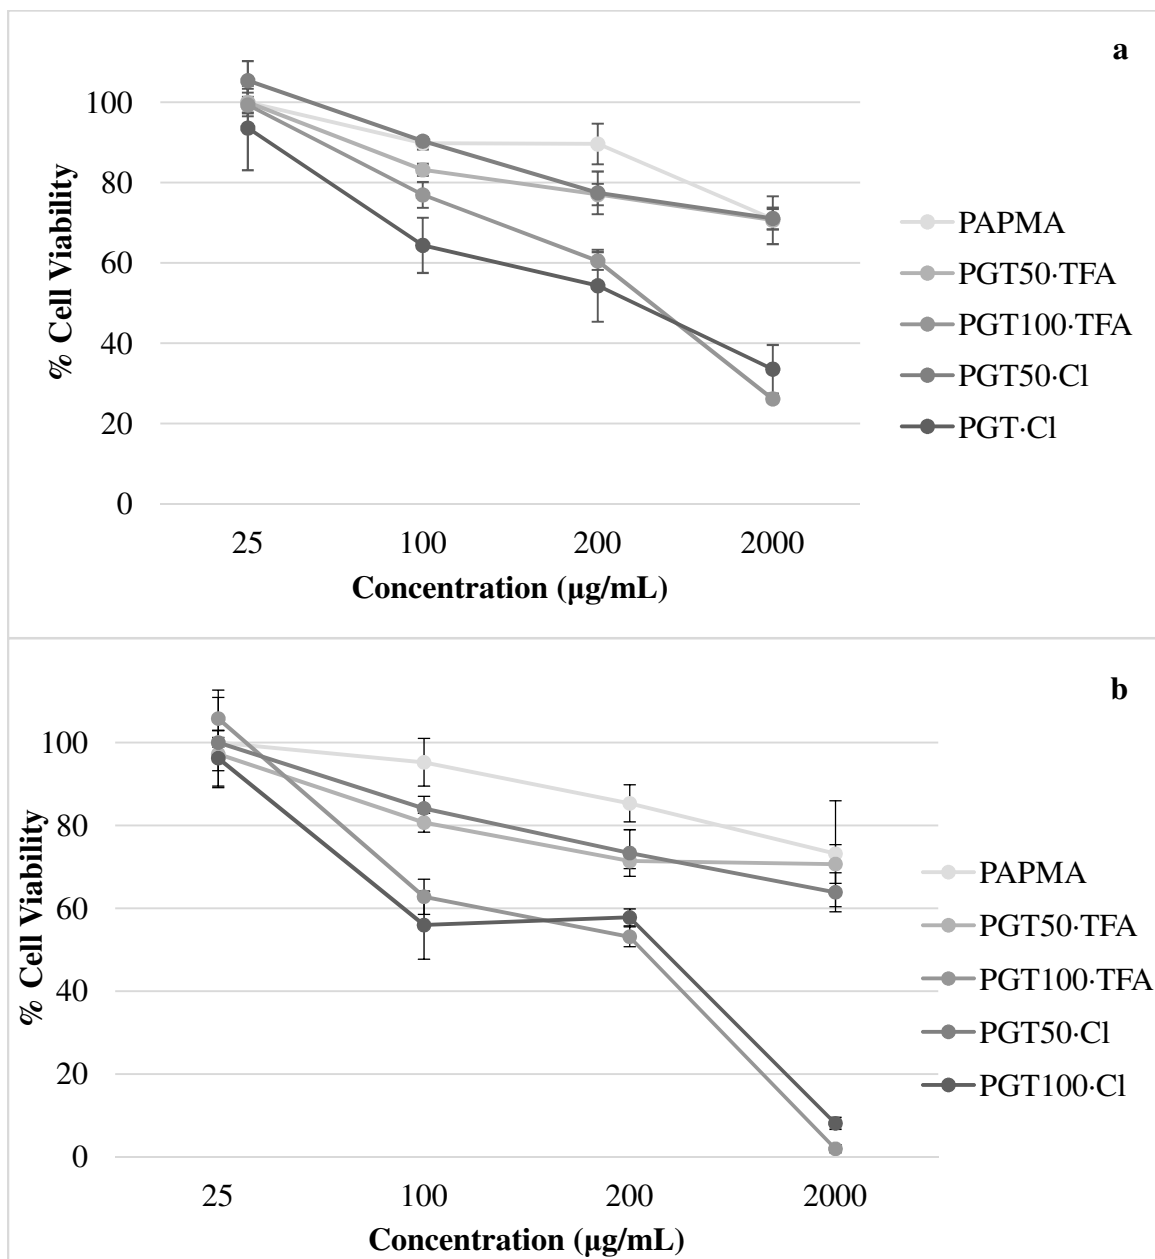 a
100
80
60
40
20
0
% Cell Viability
25 100 200 2000
Concentration (µg/mL)
PAPMA
PGT50·TFA
PGT100·TFA
PGT50·Cl
PGT·Cl
b
100
80
60
40
20
0
% Cell Viability
25 100 200 2000
Concentration (µg/mL)
PAPMA
PGT50·TFA
PGT100·TFA
PGT50·Cl
PGT100·Cl